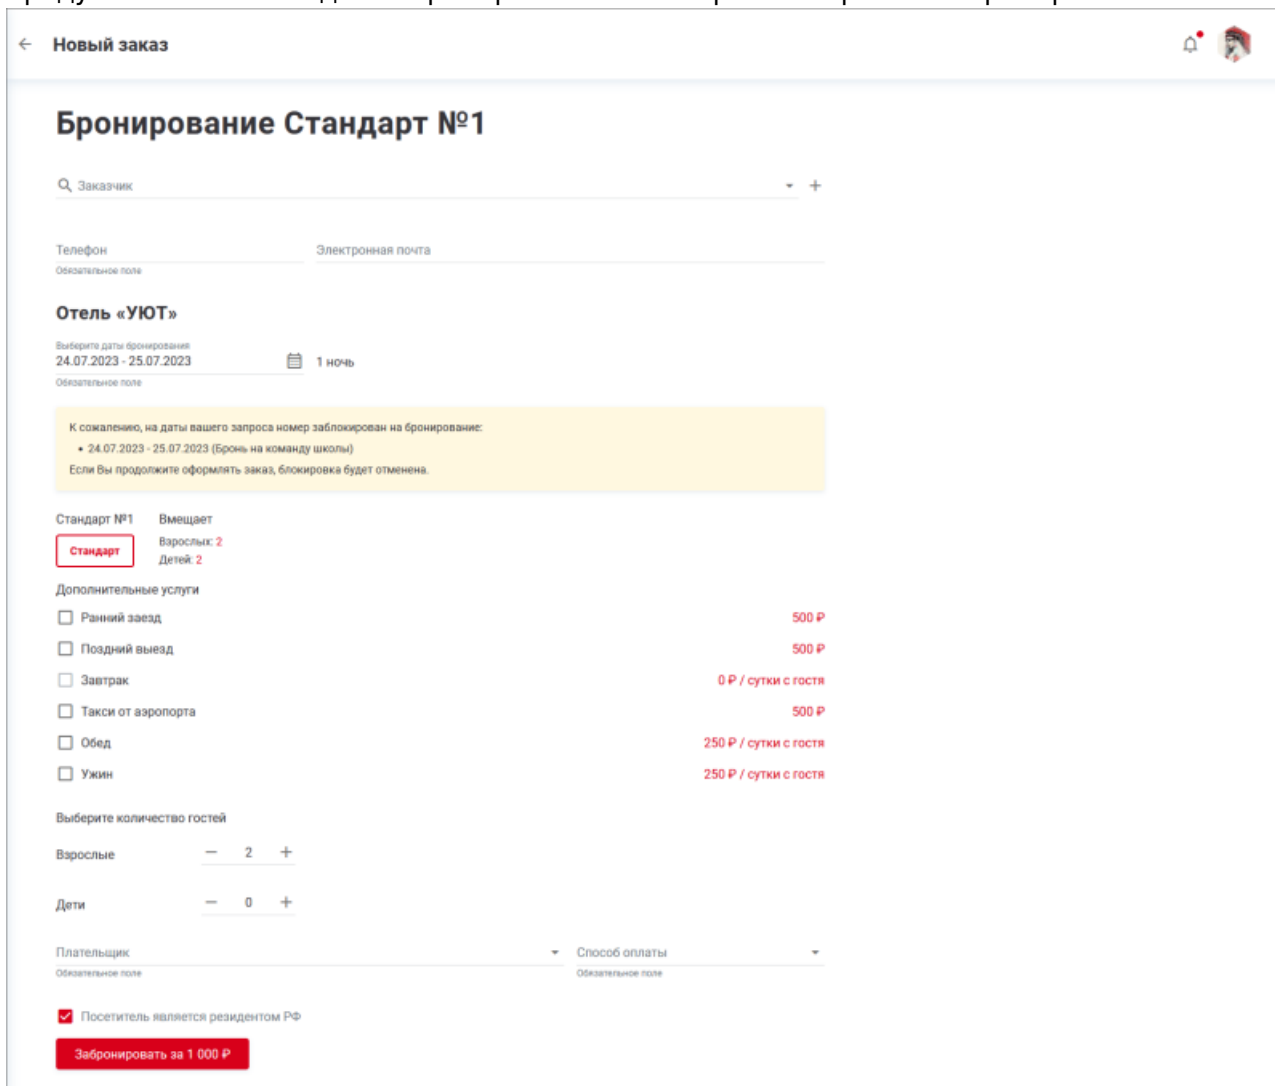 Новый заказ
Бронирование Стандарт №1
Заказчик
Телефон
Электронная почта
Обязательное поле
Отель «УЮТ»
Выберите даты бронирования
24.07.2023 - 25.07.2023
1 ночь
Обязательное поле
К сожалению, на даты вашего запроса номер заблокирован на бронирование:
• 24.07.2023 - 25.07.2023 (Бронь на команду школы)
Если Вы продолжите оформлять заказ, блокировка будет отменена.
Стандарт №1
Вмещает
Стандарт
Взрослых: 2
Детей: 2
Дополнительные услуги
Ранний заезд 500 ₽
Поздний выезд 500 ₽
Завтрак 0 ₽ / сутки с гостя
Такси от аэропорта 500 ₽
Обед 250 ₽ / сутки с гостя
Ужин 250 ₽ / сутки с гостя
Выберите количество гостей
Взрослые — 2 +
Дети — 0 +
Плательщик
Способ оплаты
Обязательное поле
Обязательное поле
Посетитель является резидентом РФ
Забронировать за 1 000 ₽